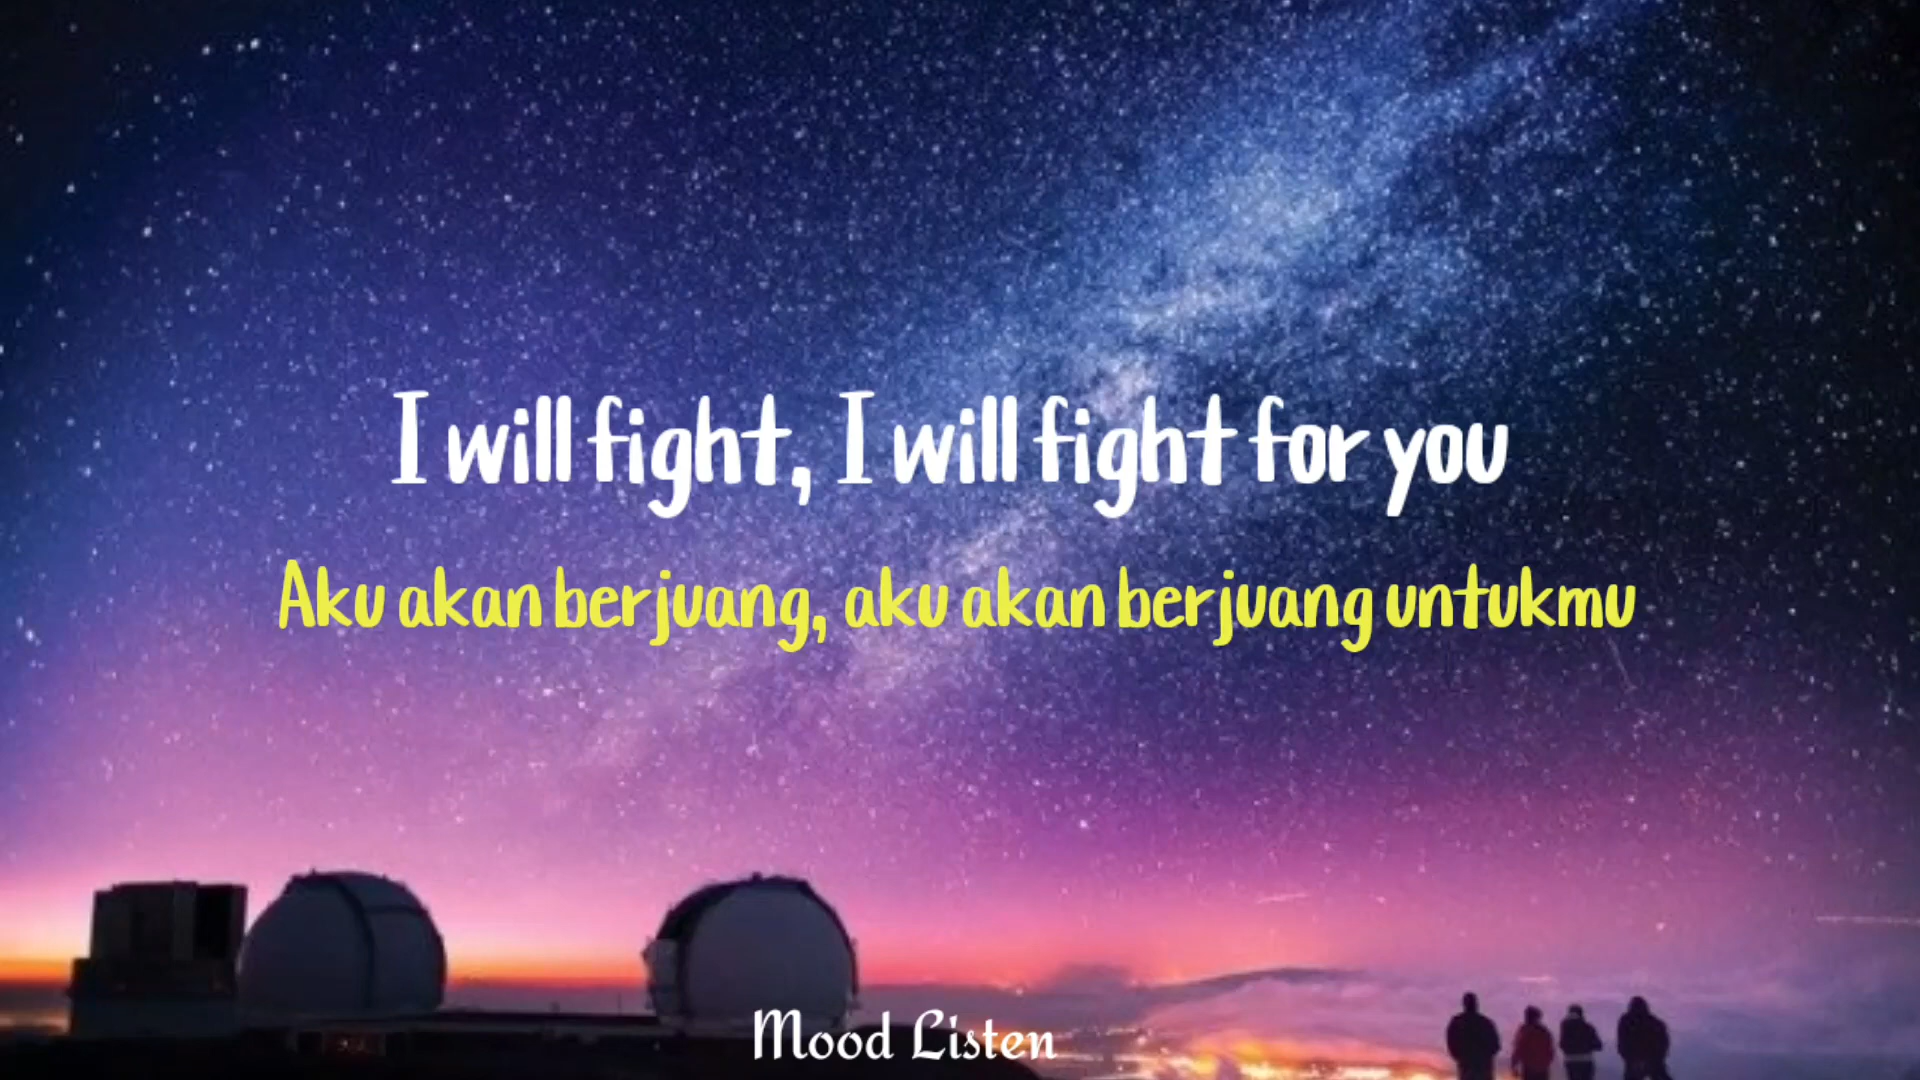 I will fight, I will fight for you
Aku akan berjuang, aku akan berjuang untukmu
Mood Listen